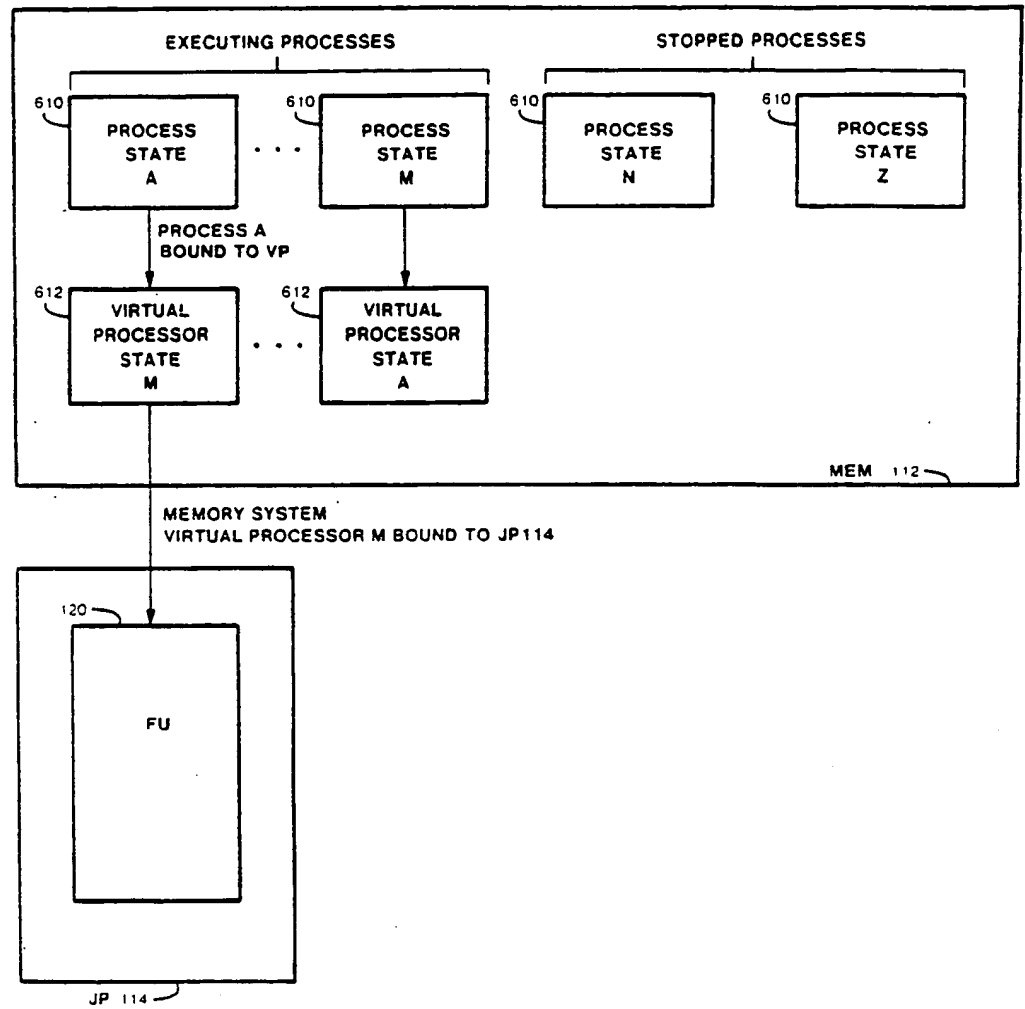 EXECUTING PROCESSES
STOPPED PROCESSES
610
PROCESS
STATE
A
. . .
610
PROCESS
STATE
M
610
PROCESS
STATE
N
610
PROCESS
STATE
Z
PROCESS A
BOUND TO VP
612
VIRTUAL
PROCESSOR
STATE
M
. . .
612
VIRTUAL
PROCESSOR
STATE
A
MEM 112
MEMORY SYSTEM
VIRTUAL PROCESSOR M BOUND TO JP114
120
FU
JP 114